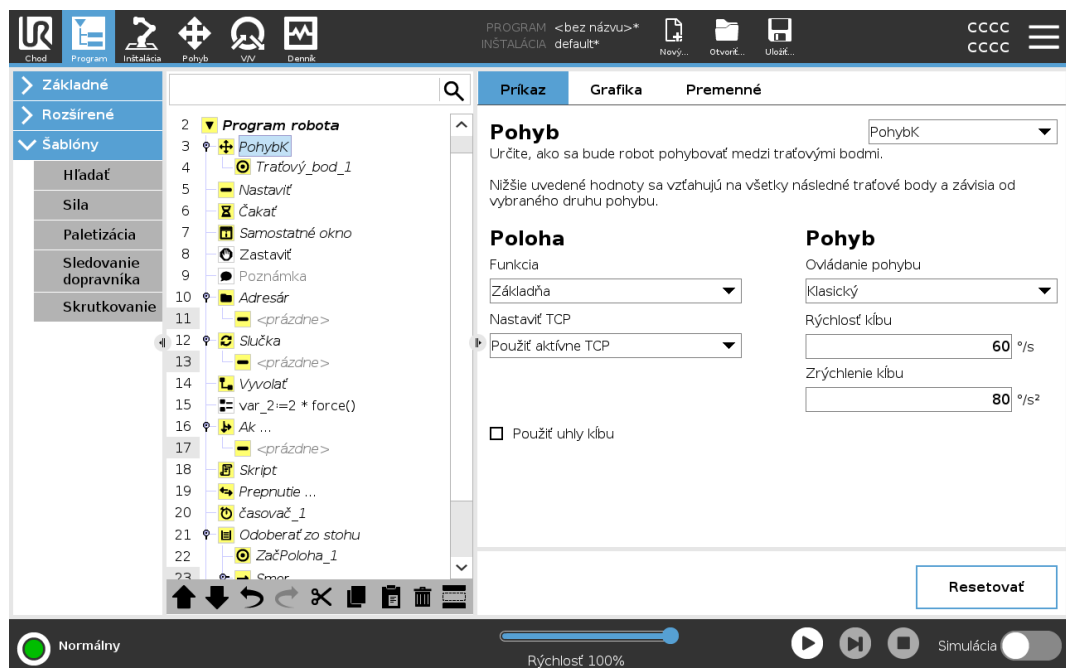 UR
Chod
Program
Inštalácia
Pohyb
V/V
Denník
PROGRAM <bez názvu>*
INŠTALÁCIA default*
Nový...
Otvoriť...
Uložiť...
CCCC
CCCC
Základné
Rozšírené
Šablóny
Hľadať
Sila
Paletizácia
Sledovanie
dopravníka
Skrutkovanie
2 Program robota
3 PohybK
4 Traťový_bod_1
5 Nastaviť
6 Čakať
7 Samostatné okno
8 Zastaviť
9 Poznámka
10 Adresár
11 <prázdne>
12 Slučka
13 <prázdne>
14 Vyvolať
15 var_2:=2 * force()
16 Ak ...
17 <prázdne>
18 Skript
19 Prepnutie ...
20 časovač_1
21 Odoberať zo stohu
22 ZačPoloha_1
23 Smer
Príkaz
Grafika
Premenné
Pohyb
PohybK
Určite, ako sa bude robot pohybovať medzi traťovými bodmi.
Nižšie uvedené hodnoty sa vzťahujú na všetky následné traťové body a závisia od
vybraného druhu pohybu.
Poloha
Funkcia
Základňa
Nastaviť TCP
Použiť aktívne TCP
Použiť uhly kĺbu
Pohyb
Ovládanie pohybu
Klasický
Rýchlosť kĺbu
60 °/s
Zrýchlenie kĺbu
80 °/s²
Resetovať
Normálny
Rýchlosť 100%
Simulácia